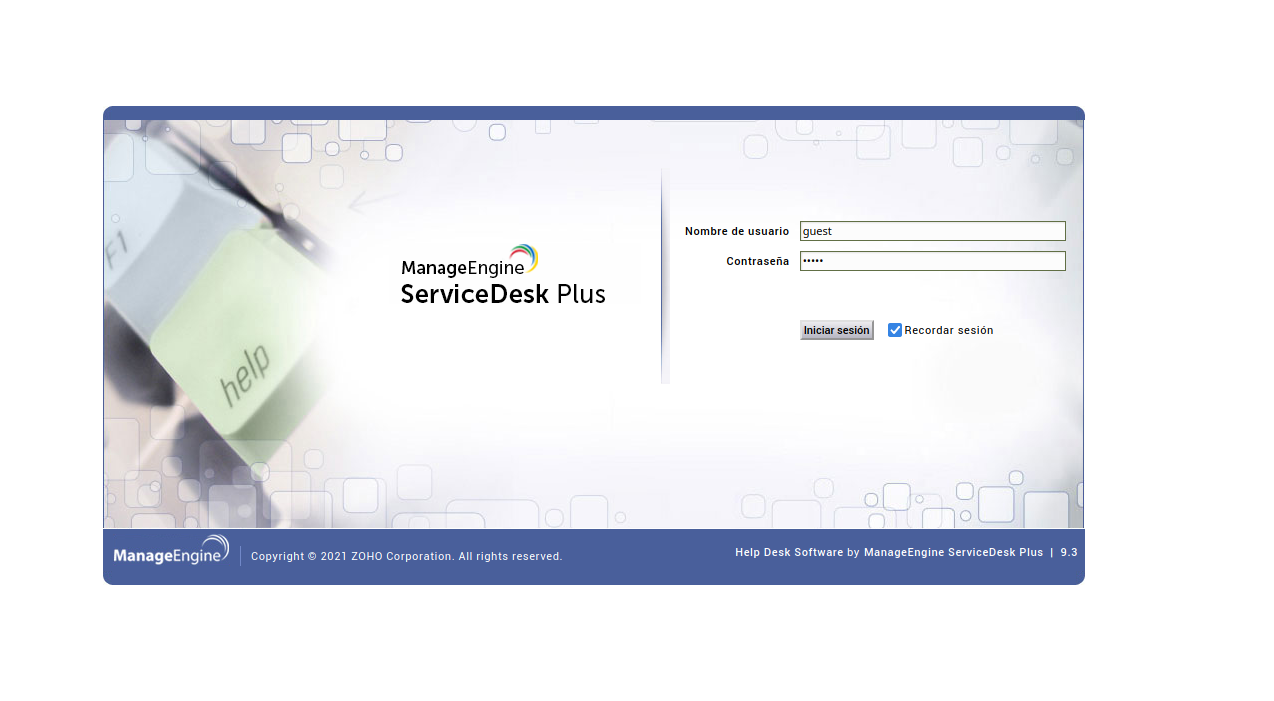 F1
help
ManageEngine
ServiceDesk Plus
Nombre de usuario guest
Contraseña •••••
Iniciar sesión Recordar sesión
ManageEngine Copyright © 2021 ZOHO Corporation. All rights reserved.
Help Desk Software by ManageEngine ServiceDesk Plus | 9.3